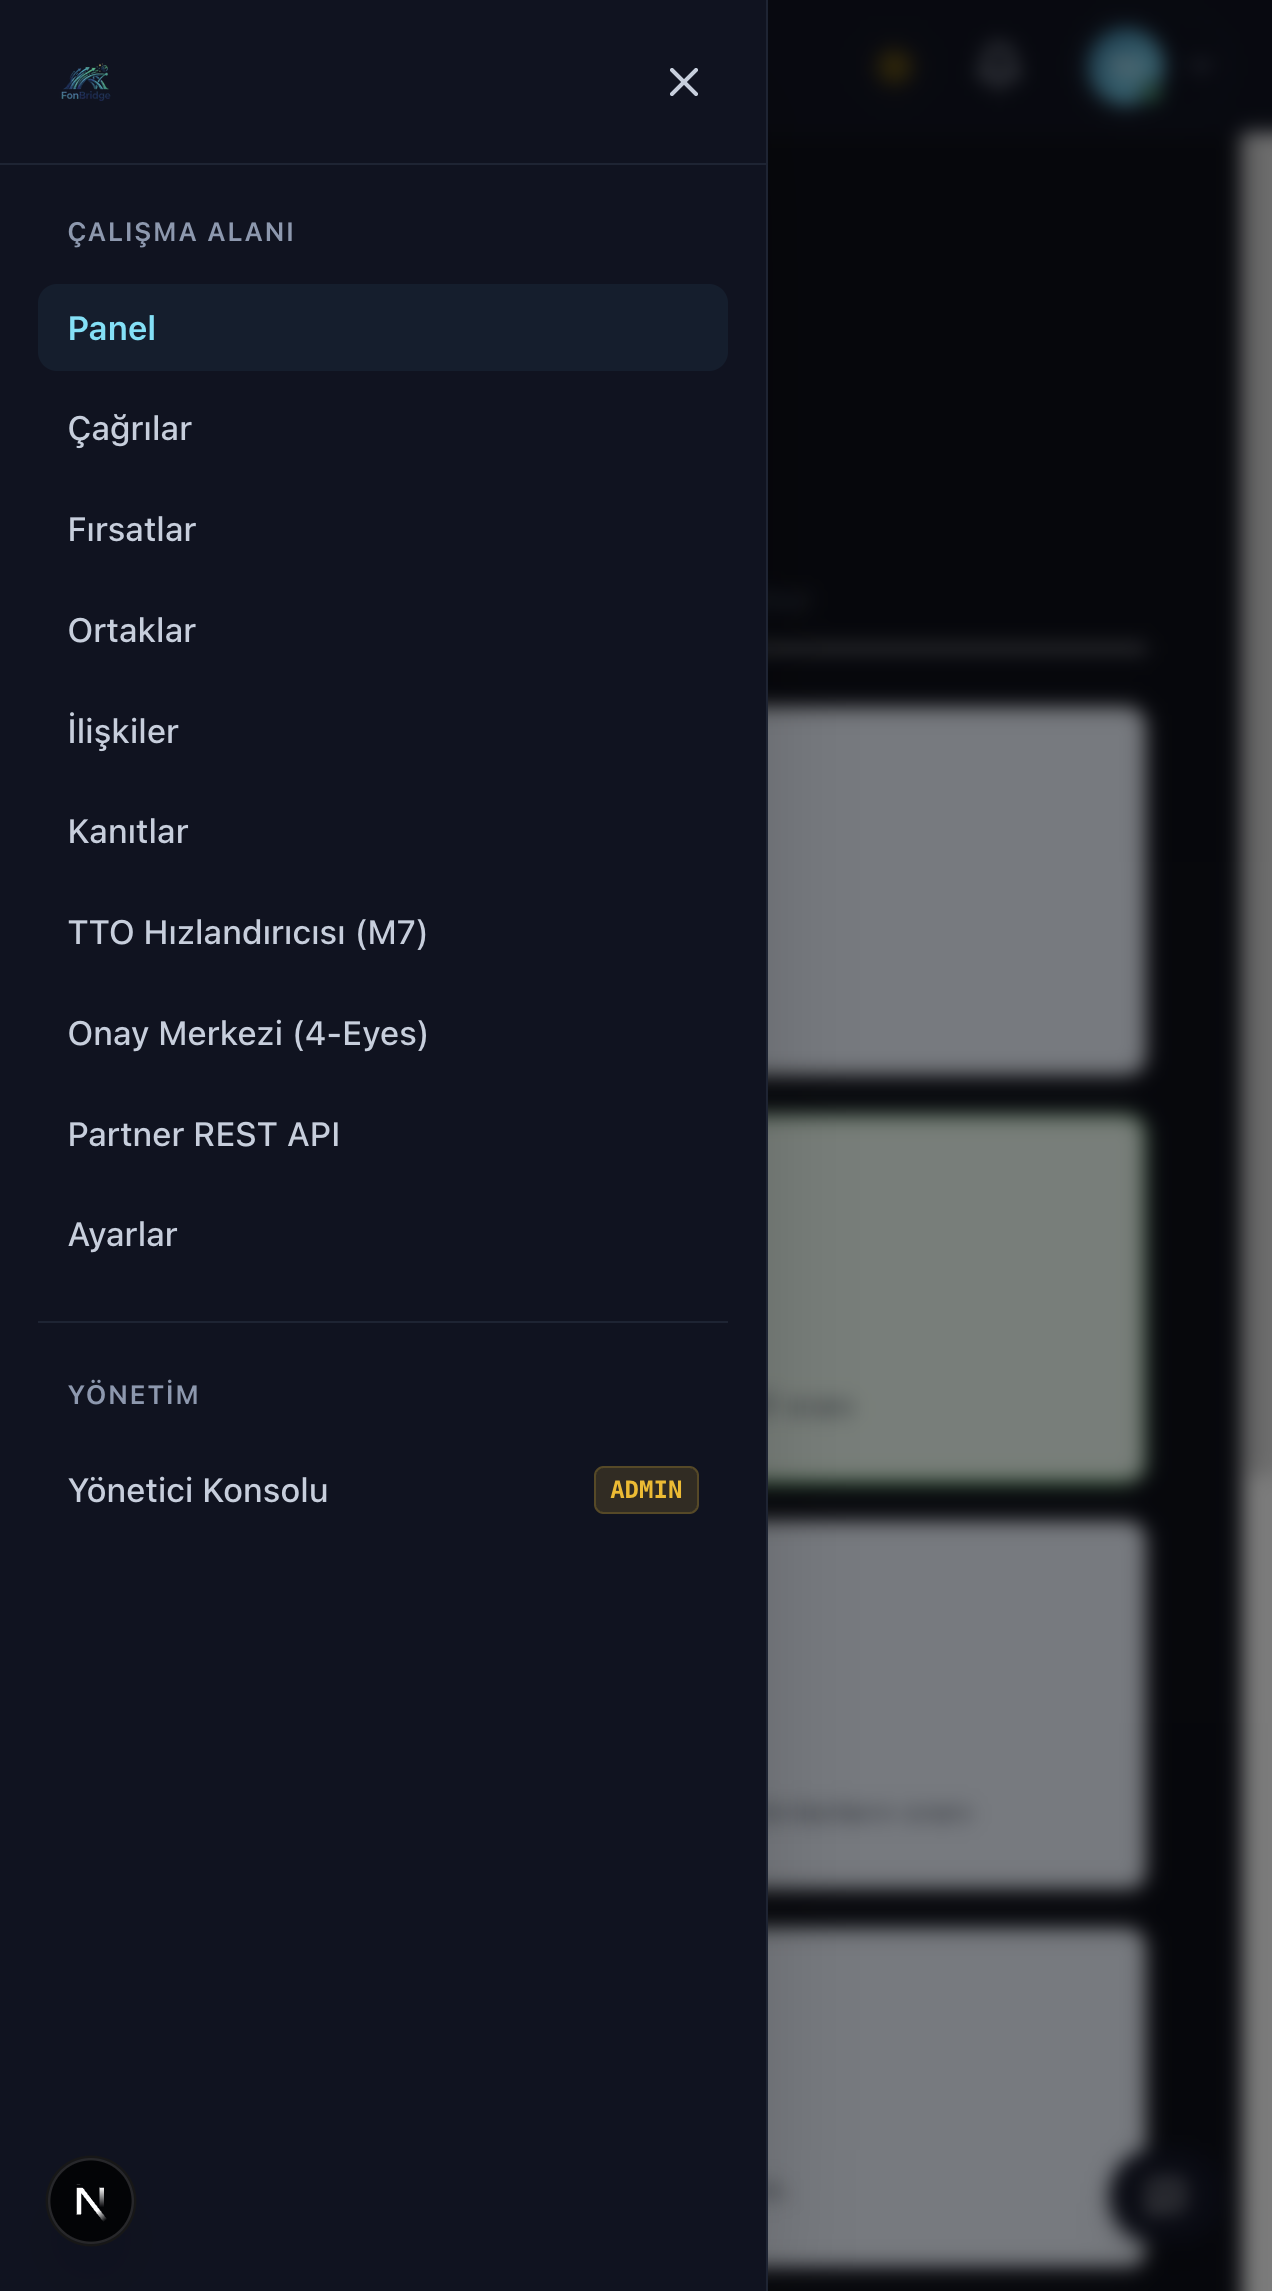 FonBridge
ÇALIŞMA ALANI
Panel
Çağrılar
Fırsatlar
Ortaklar
İlişkiler
Kanıtlar
TTO Hızlandırıcısı (M7)
Onay Merkezi (4-Eyes)
Partner REST API
Ayarlar
YÖNETİM
Yönetici Konsolu
ADMIN
N